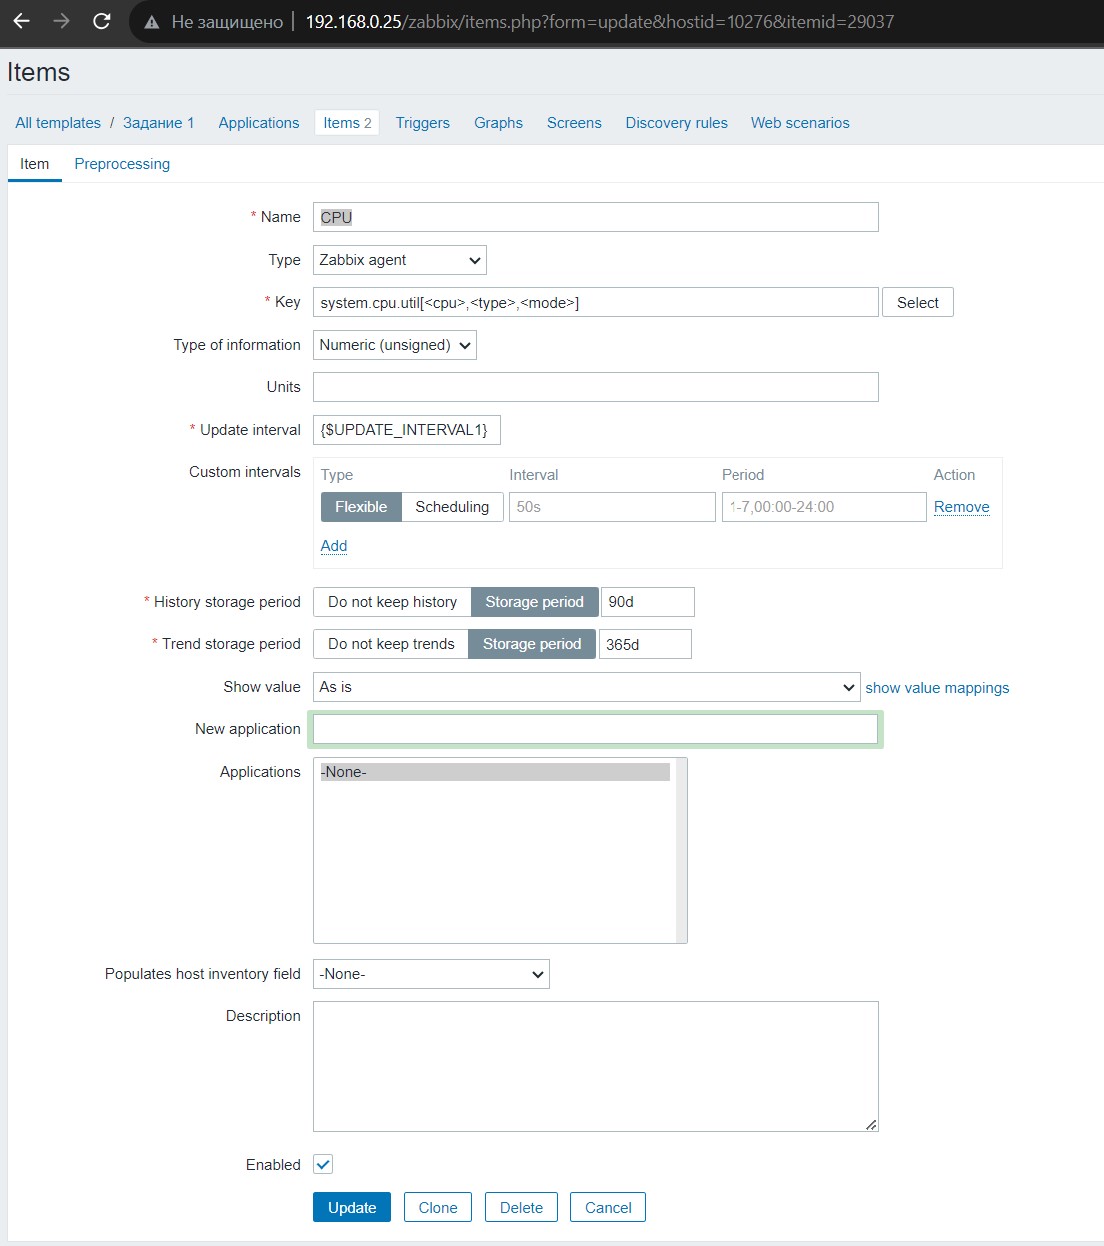 Не защищено 192.168.0.25/zabbix/items.php?form=update&hostid=10276&itemid=29037
Items
All templates / Задание 1 Applications Items 2 Triggers Graphs Screens Discovery rules Web scenarios
Item Preprocessing
* Name CPU
Type Zabbix agent
* Key system.cpu.util[<cpu>,<type>,<mode>] Select
Type of information Numeric (unsigned)
Units
* Update interval {$UPDATE_INTERVAL1}
Custom intervals Type Interval Period Action
Flexible Scheduling 50s 1-7,00:00-24:00 Remove
Add
* History storage period Do not keep history Storage period 90d
* Trend storage period Do not keep trends Storage period 365d
Show value As is show value mappings
New application
Applications -None-
Populates host inventory field -None-
Description
Enabled
Update Clone Delete Cancel